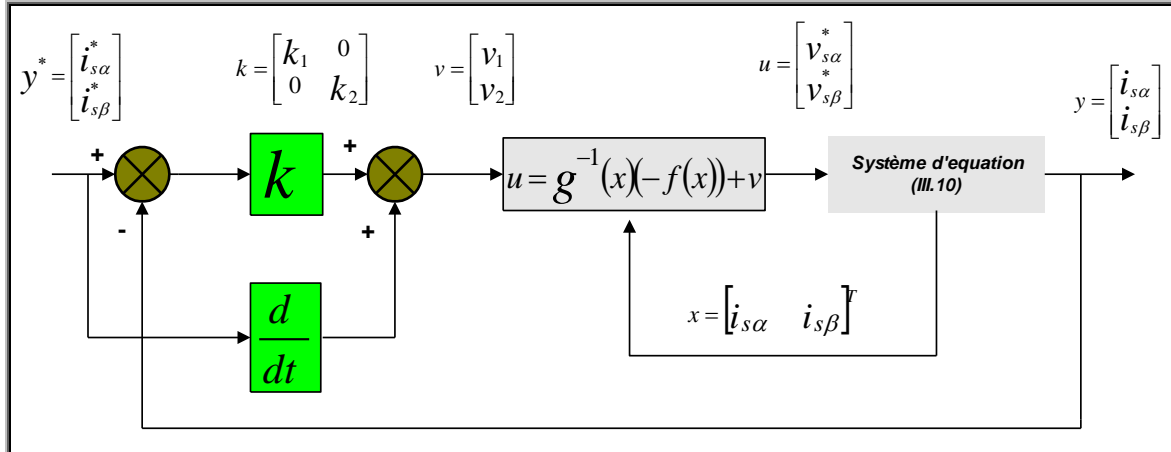 y* = [i*sα i*sβ]
k = [k1 0 0 k2]
v = [v1 v2]
u = [v*sα v*sβ]
y = [isα isβ]
+
-
k
+
+
d/dt
u = g⁻¹(x)(-f(x))+v
Système d'equation
(III.10)
x = [isα isβ]T